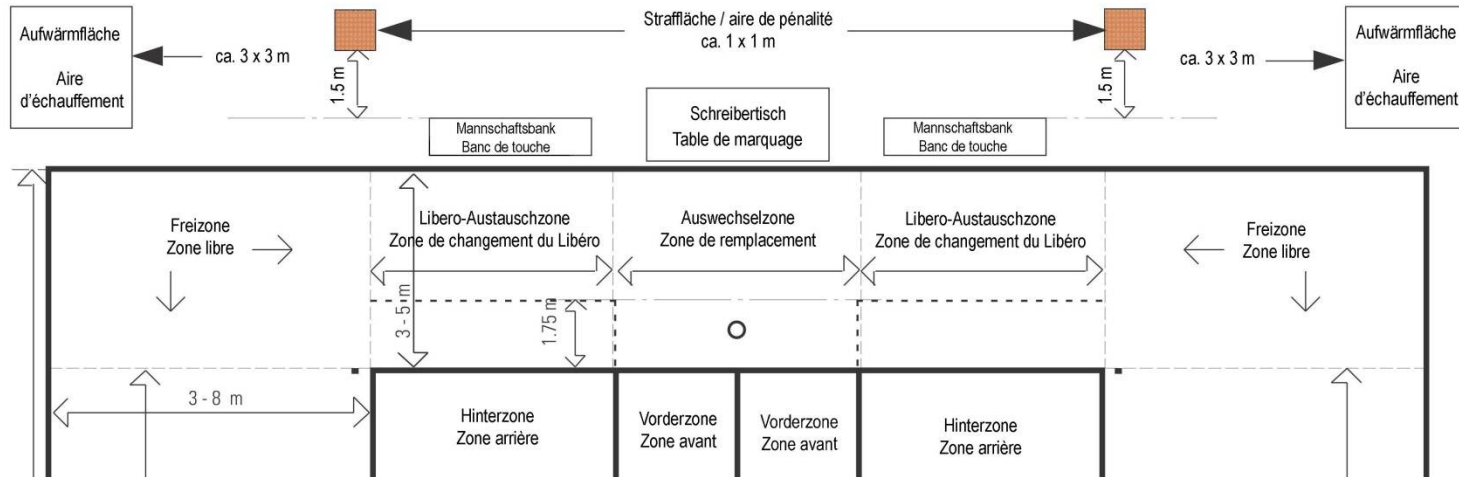 Aufwärmfläche
Aire
d'échauffement
ca. 3 x 3 m
1.5 m
Straffläche / aire de pénalité
ca. 1 x 1 m
1.5 m
ca. 3 x 3 m
Aufwärmfläche
Aire
d'échauffement
Mannschaftsbank
Banc de touche
Schreibertisch
Table de marquage
Mannschaftsbank
Banc de touche
Freizone
Zone libre
Libero-Austauschzone
Zone de changement du Libéro
Auswechselzone
Zone de remplacement
Libero-Austauschzone
Zone de changement du Libéro
Freizone
Zone libre
3 - 5 m
1.75 m
3 - 8 m
Hinterzone
Zone arrière
Vorderzone
Zone avant
Vorderzone
Zone avant
Hinterzone
Zone arrière